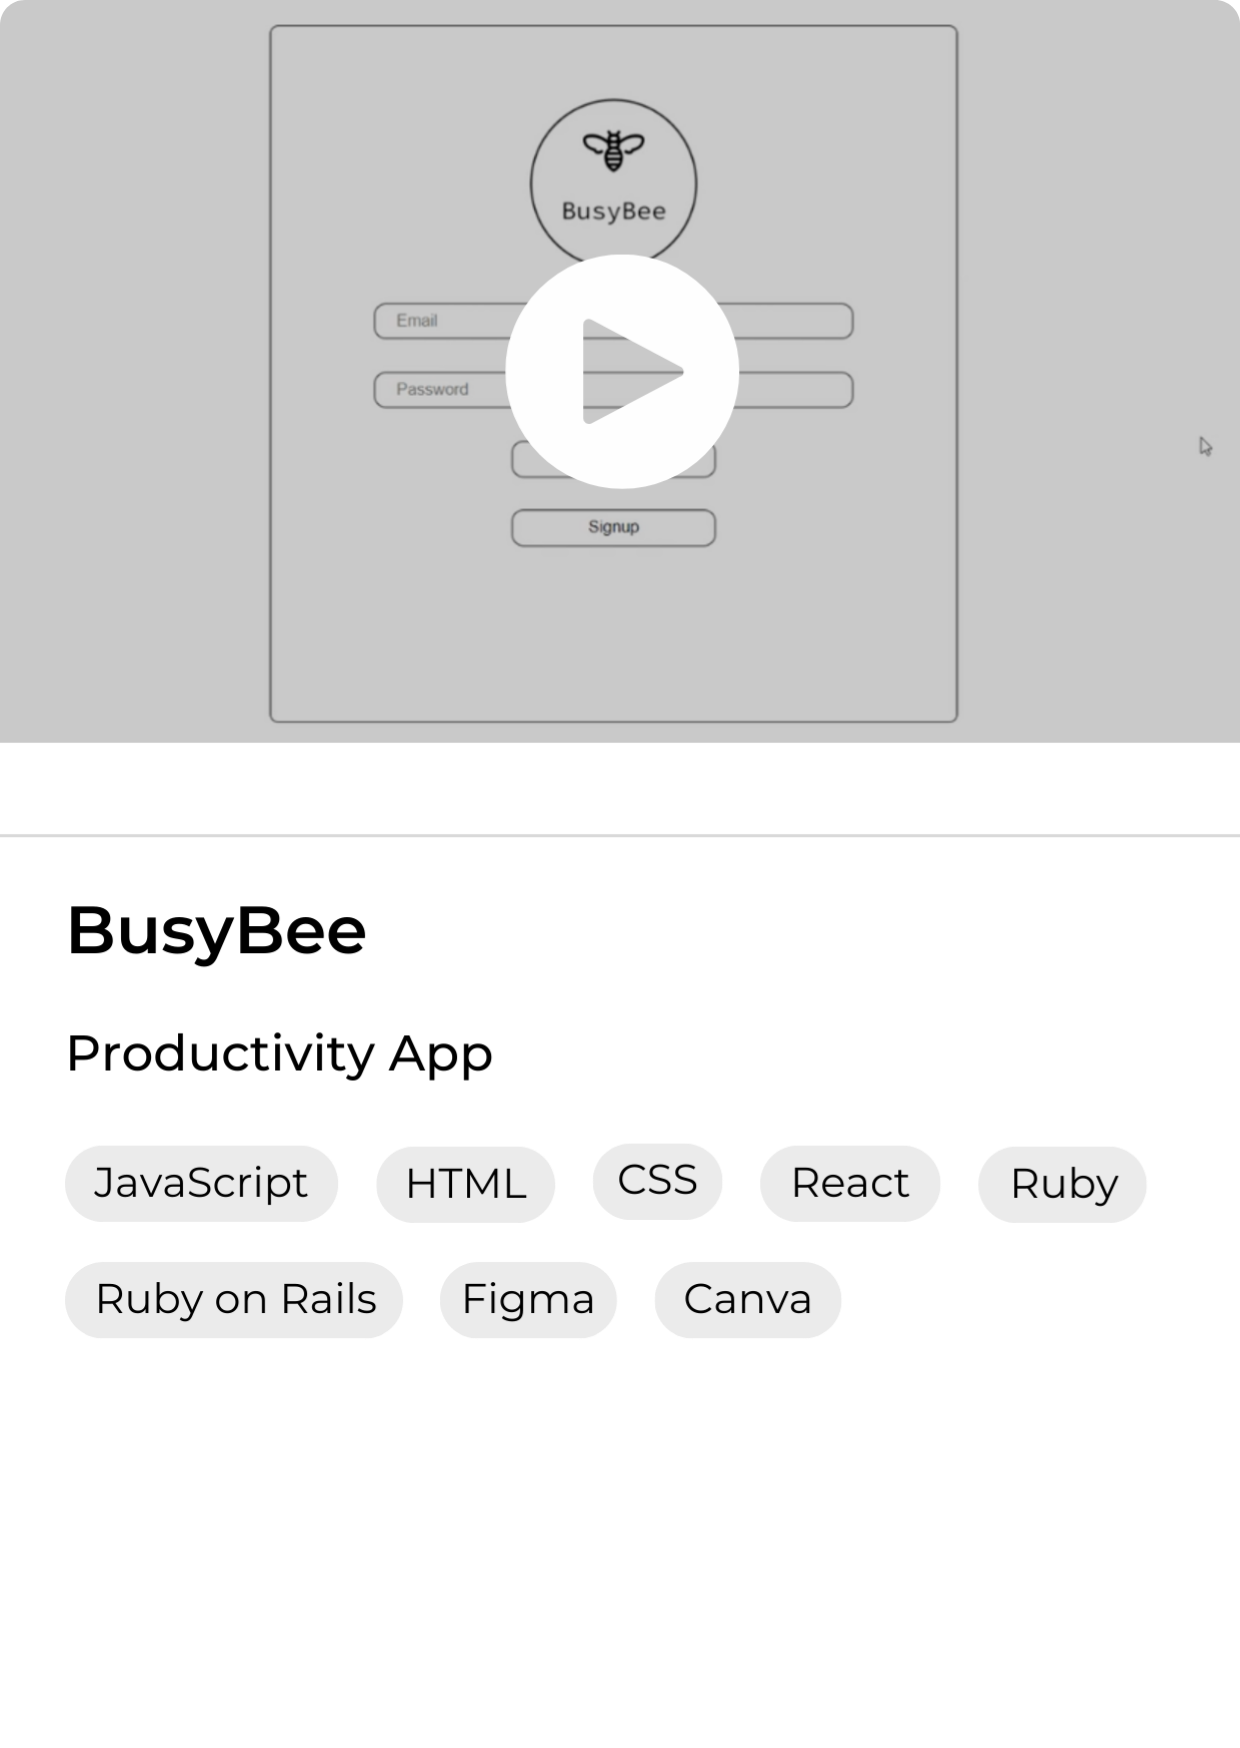 BusyBee
Email
Password
Signup
BusyBee
Productivity App
JavaScript HTML CSS React Ruby
Ruby on Rails Figma Canva